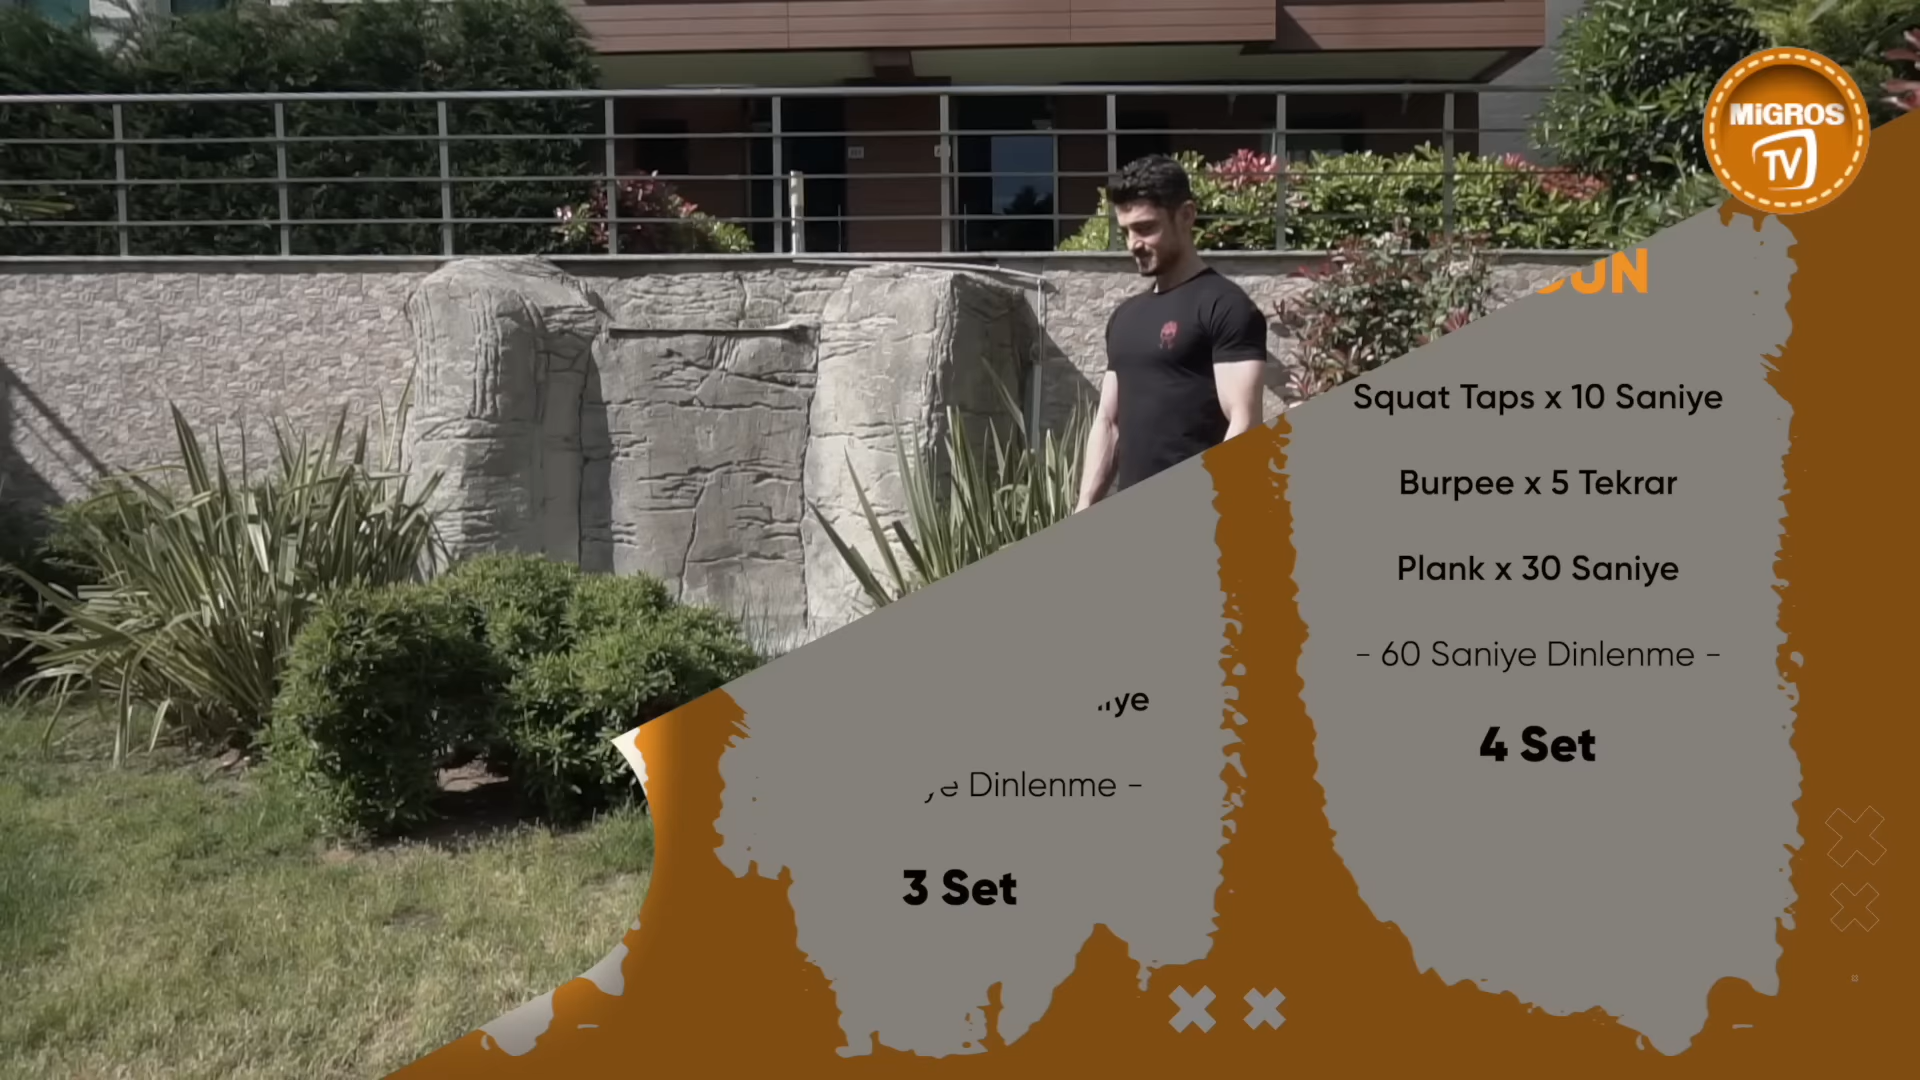 MiGROS
TV
Squat Taps x 10 Saniye
Burpee x 5 Tekrar
Plank x 30 Saniye
- 60 Saniye Dinlenme -
4 Set
Dinlenme -
3 Set